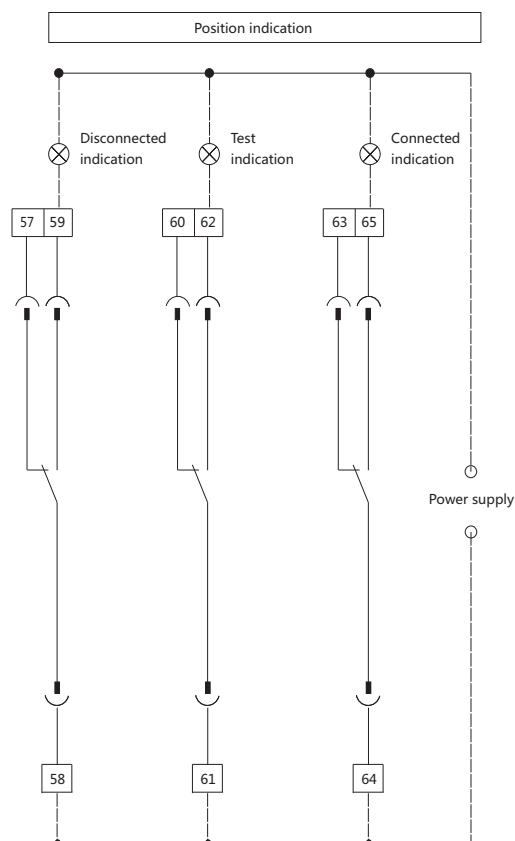 Position indication
Disconnected
indication
Test
indication
Connected
indication
57 59
60 62
63 65
Power supply
58
61
64